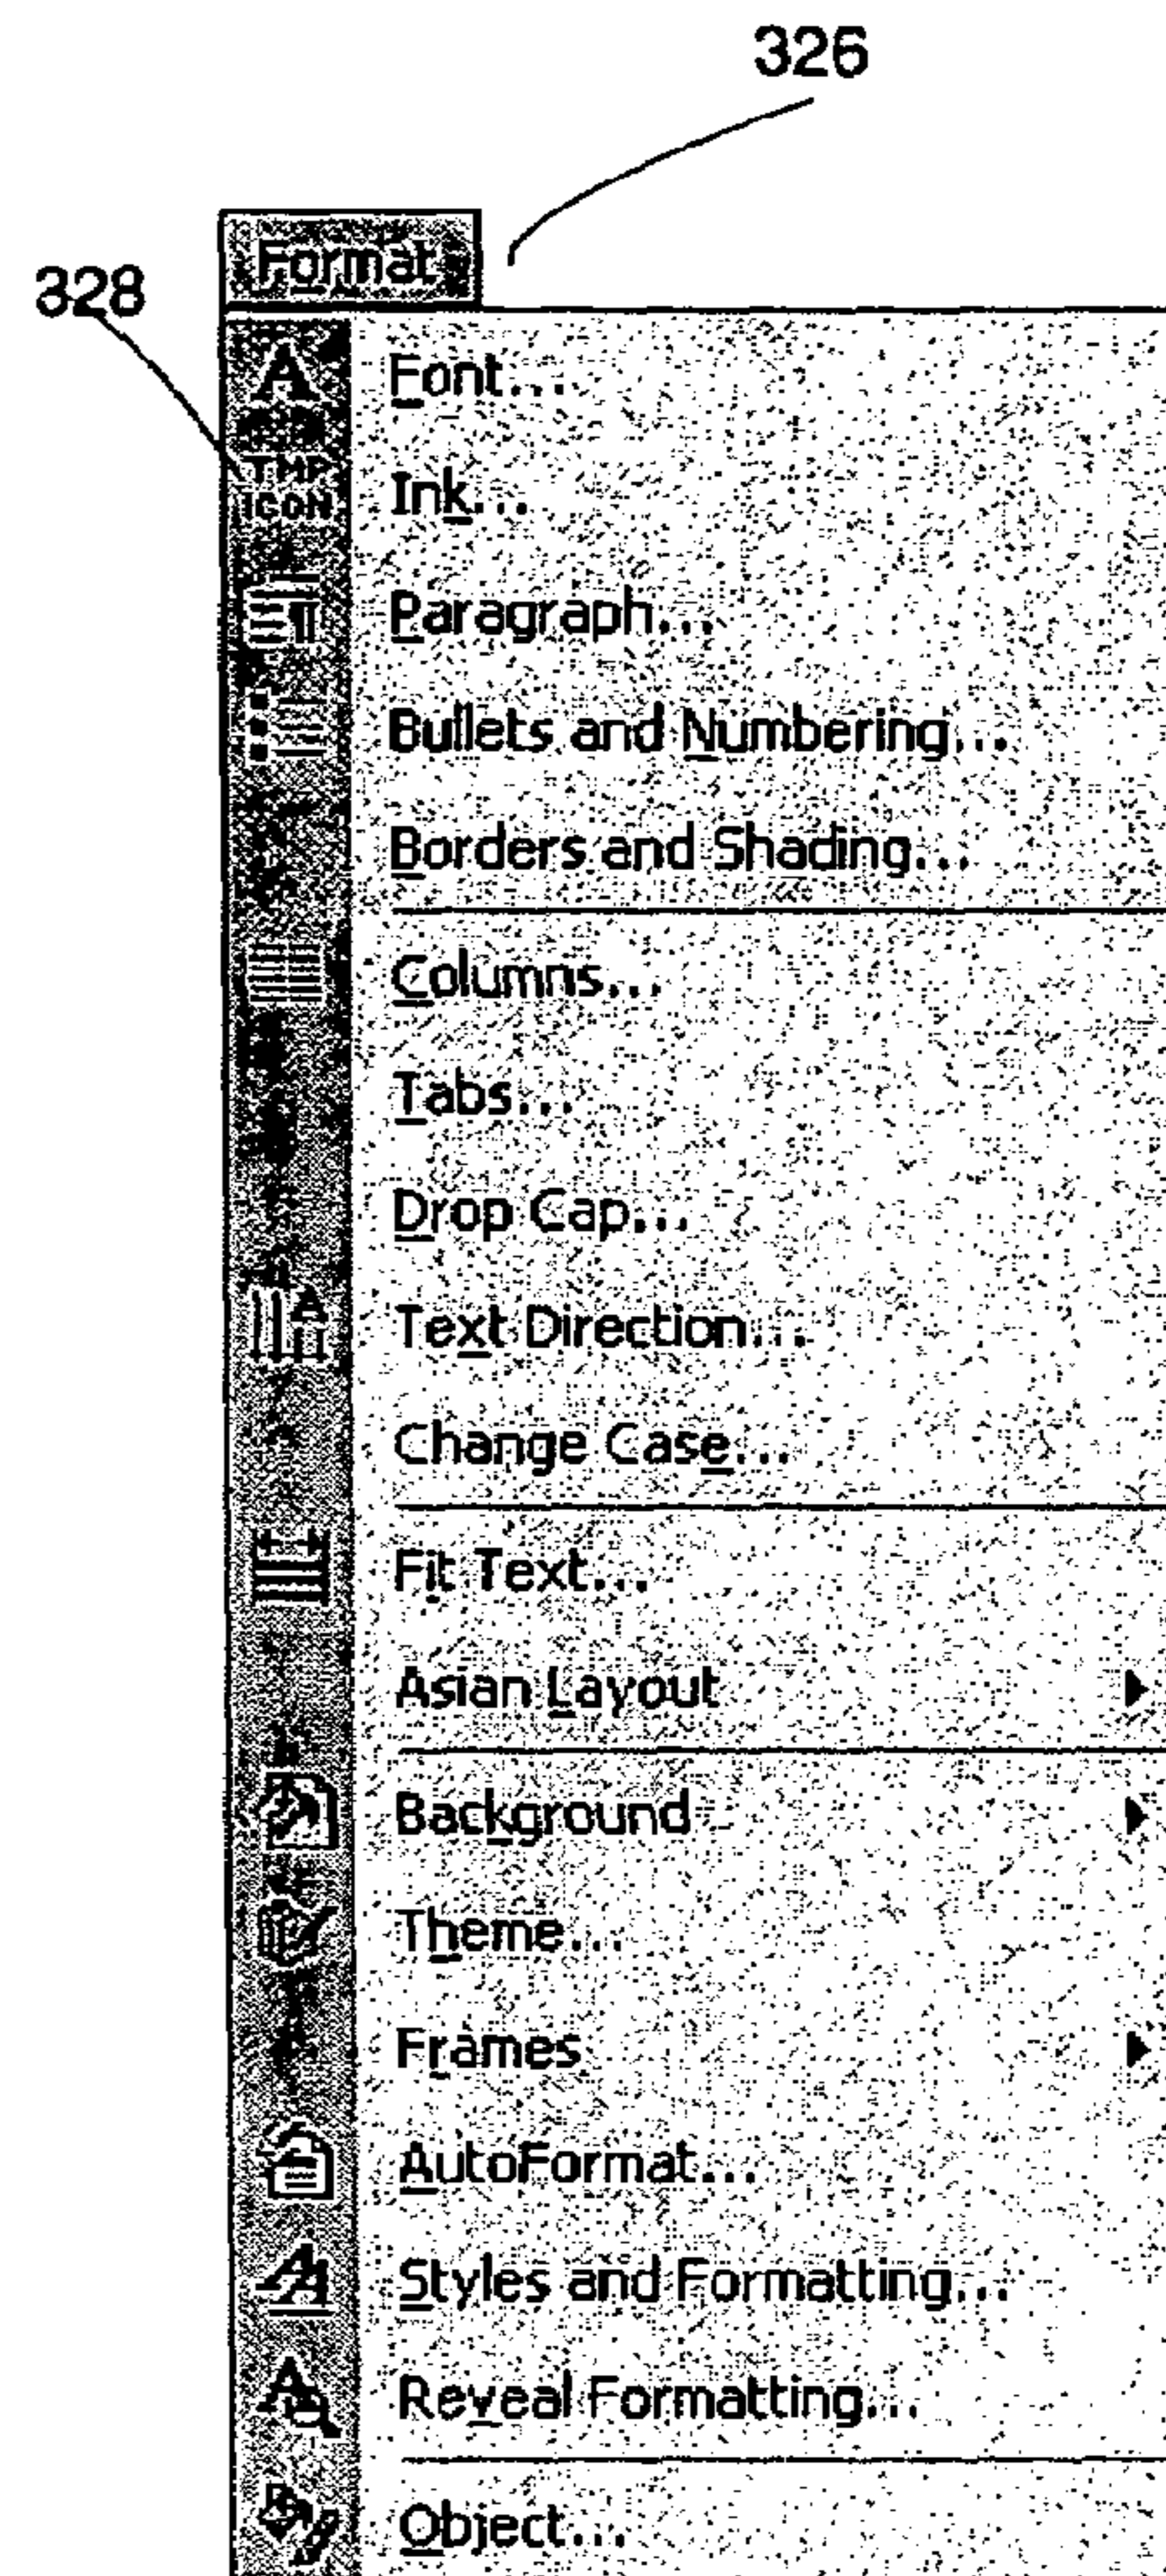 326
Format
328
Font...
TMP
ICON
Ink...
Paragraph...
Bullets and Numbering...
Borders and Shading...
Columns...
Tabs...
Drop Cap...
Text Direction...
Change Case...
Fit Text...
Asian Layout
Background
Theme...
Frames
AutoFormat...
Styles and Formatting...
Reveal Formatting...
Object...